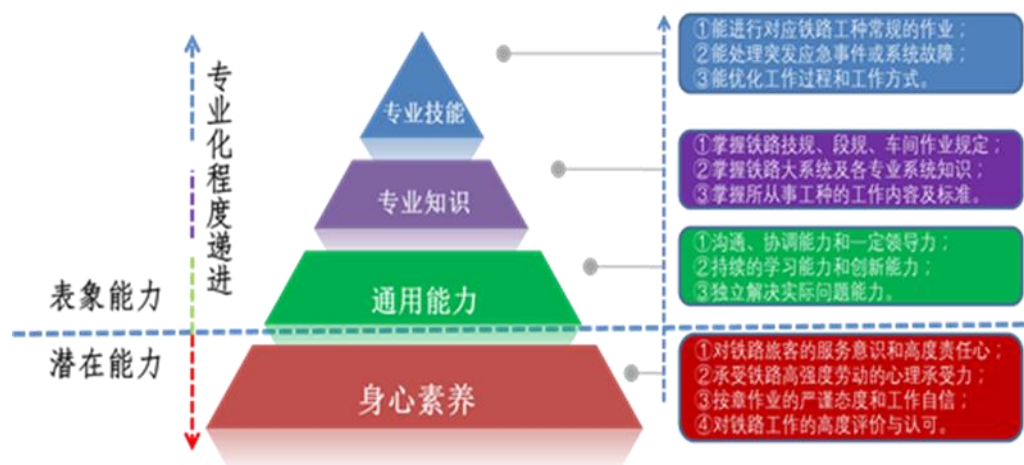 专业化程度递进
表象能力
潜在能力
专业技能
专业知识
通用能力
身心素养
①能进行对应铁路工种常规的作业；
②能处理突发应急事件或系统故障；
③能优化工作过程和工作方式。
①掌握铁路技规、段规、车间作业规定；
②掌握铁路大系统及各专业系统知识；
③掌握所从事工种的工作内容及标准。
①沟通、协调能力和一定领导力；
②持续的学习能力和创新能力；
③独立解决实际问题能力。
①对铁路旅客的服务意识和高度责任心；
②承受铁路高强度劳动的心理承受力；
③按章作业的严谨态度和工作自信；
④对铁路工作的高度评价与认可。